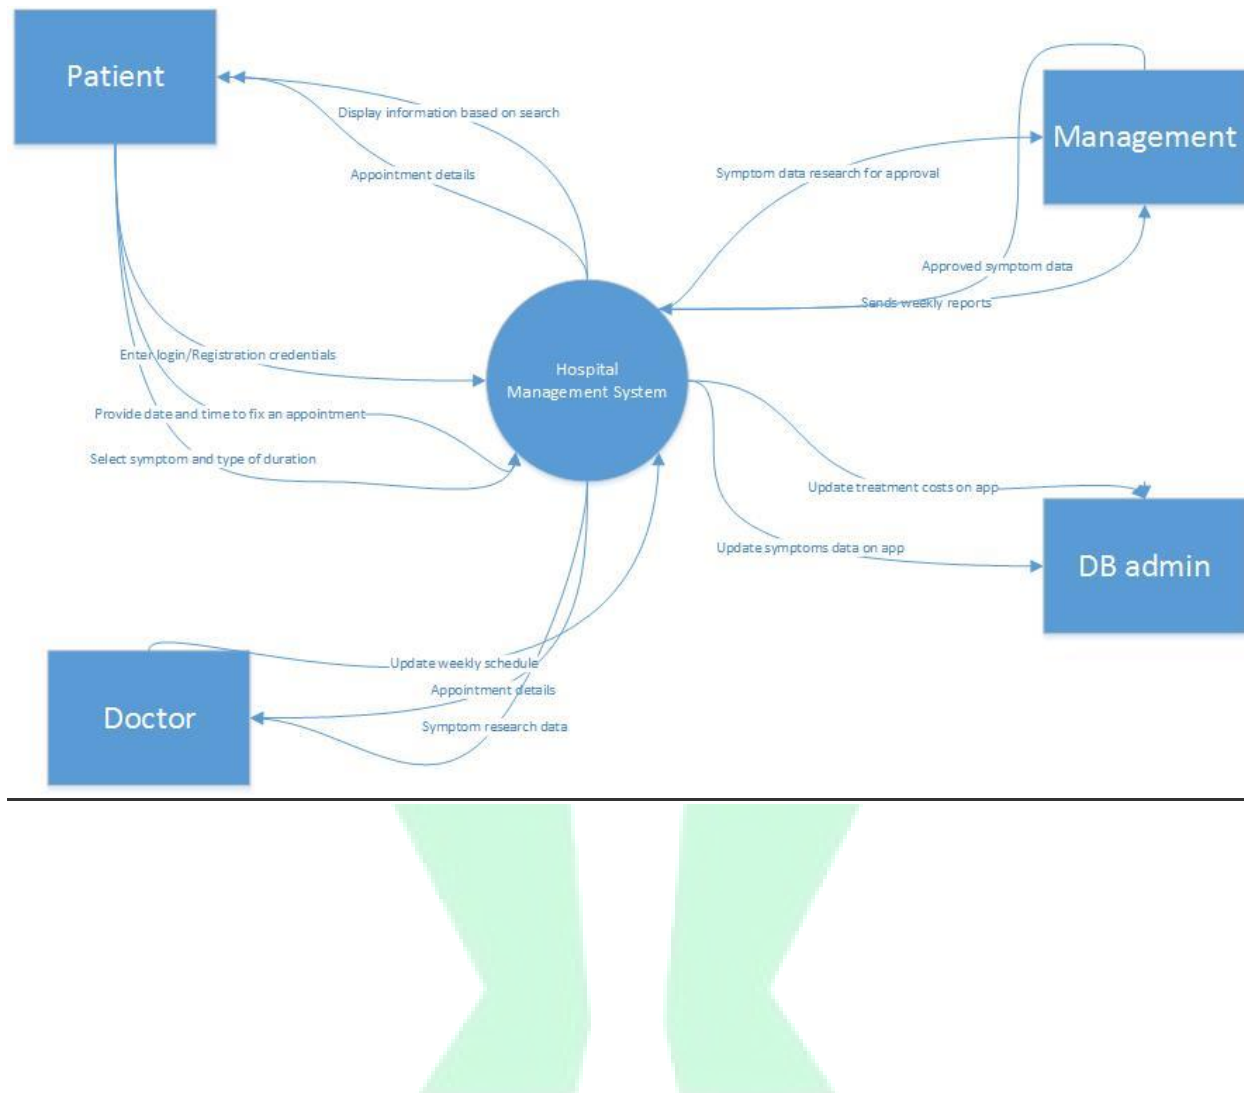 Patient
Display information based on search
Management
Symptom data research for approval
Appointment details
Approved symptom data
Sends weekly reports
Enter login/Registration credentials
Hospital
Management System
Provide date and time to fix an appointment
Select symptom and type of duration
Update treatment costs on app
Update symptoms data on app
DB admin
Update weekly schedule
Appointment details
Doctor
Symptom research data